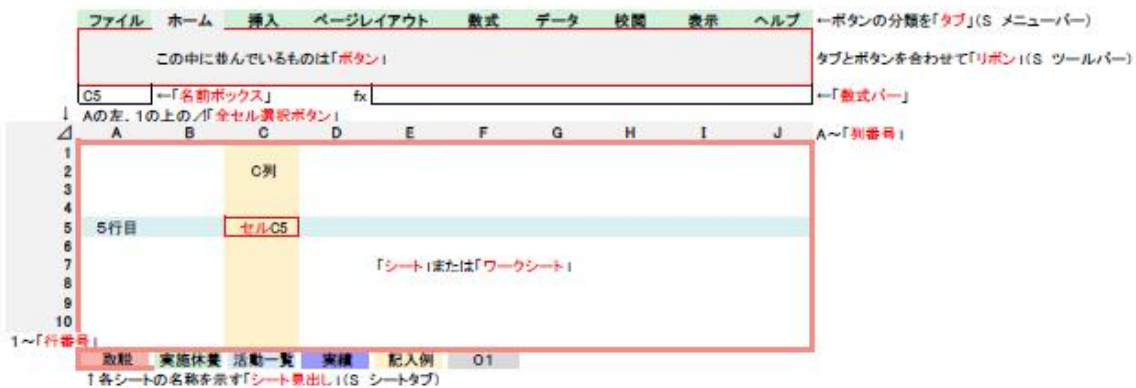 ファイル ホーム 挿入 ページレイアウト 数式 データ 校閲 表示 ヘルプ ←ボタンの分類を「タブ」(S メニューバー)
この中に並んでいるものは「ボタン」 タブとボタンを合わせて「リボン」(S ツールバー)
C5 ←「名前ボックス」 fx ←「数式バー」
↓ Aの左、1の上の／「全セル選択ボタン」
A B C D E F G H I J A～「列番号」
1
2 C列
3
4
5 5行目 セルC5
6
7 「シート」または「ワークシート」
8
9
10
1～「行番号」
取説 実施休養 活動一覧 実績 記入例 01
↑各シートの名称を示す「シート見出し」(S シートタブ)